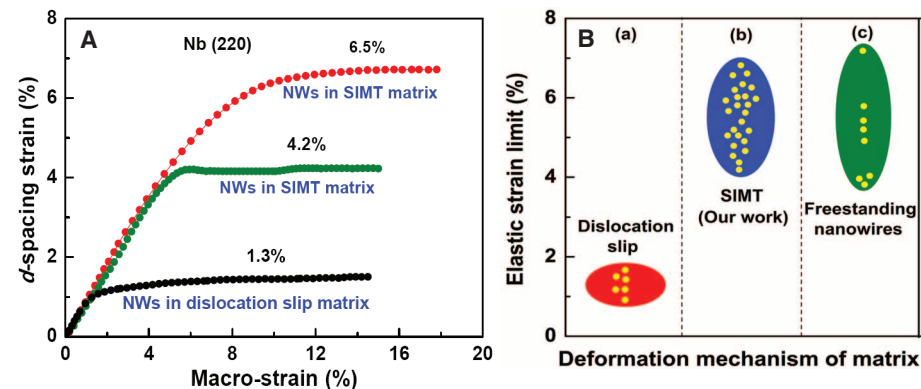 A
Nb (220)
6.5%
NWs in SIMT matrix
4.2%
NWs in SIMT matrix
1.3%
NWs in dislocation slip matrix
d-spacing strain (%)
8
6
4
2
0
0 4 8 12 16 20
Macro-strain (%)
B
(a) (b) (c)
Elastic strain limit (%)
8
6
4
2
0
Dislocation
slip
SIMT
(Our work)
Freestanding
nanowires
Deformation mechanism of matrix